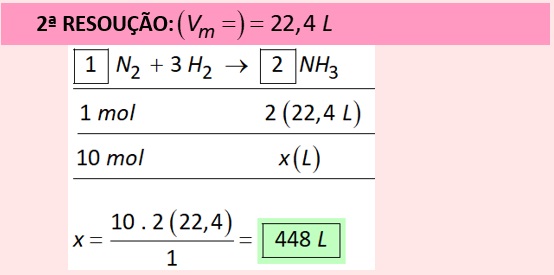 2ª RESOUÇÃO: (Vₘ =) = 22,4 L
1 N₂ + 3 H₂ → 2 NH₃
1 mol 2 (22,4 L)
10 mol x (L)
x = 10 . 2 (22,4) / 1 = 448 L